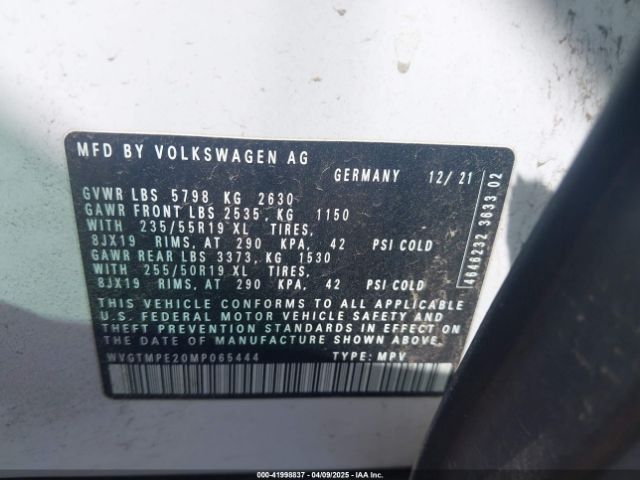 MFD BY VOLKSWAGEN AG
GERMANY 12/21
GVWR LBS 5798, KG 2630
GAWR FRONT LBS 2535, KG 1150
WITH 235/55R19 XL TIRES,
8JX19 RIMS, AT 290 KPA, 42 PSI COLD
GAWR REAR LBS 3373, KG 1530
WITH 255/50R19 XL TIRES,
8JX19 RIMS, AT 290 KPA, 42 PSI COLD
THIS VEHICLE CONFORMS TO ALL APPLICABLE
U.S. FEDERAL MOTOR VEHICLE SAFETY AND
THEFT PREVENTION STANDARDS IN EFFECT ON
THE DATE OF MANUFACTURE SHOWN ABOVE.
WVGTMPE20MP065444 TYPE: MPV
4646232 3633 02
© 41998837 - 04/09/2025 - IAA Inc.